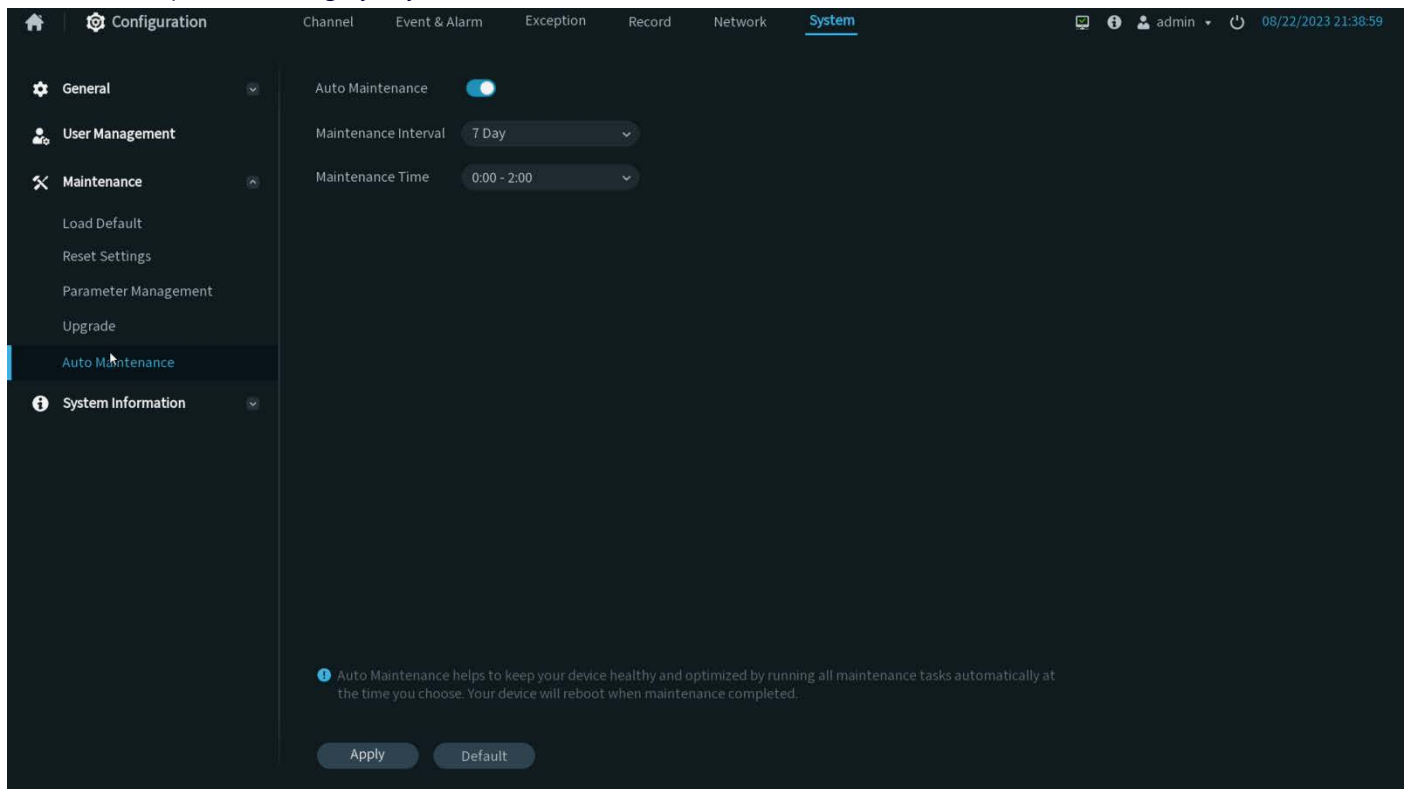 Configuration
Channel Event & Alarm Exception Record Network System
admin 08/22/2023 21:38:59
General
User Management
Maintenance
Load Default
Reset Settings
Parameter Management
Upgrade
Auto Maintenance
System Information
Auto Maintenance
Maintenance Interval 7 Day
Maintenance Time 0:00 - 2:00
Auto Maintenance helps to keep your device healthy and optimized by running all maintenance tasks automatically at
the time you choose. Your device will reboot when maintenance completed.
Apply Default